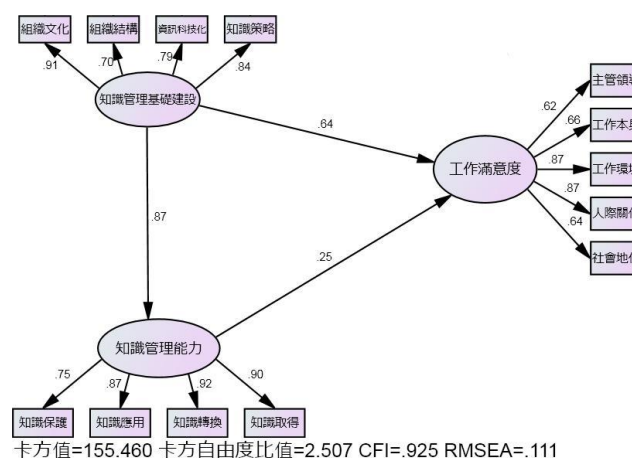 組織文化 組織結構 資訊科技化 知識策略
.91 .70 .79 .84
知識管理基礎建設
主管領導
.62
.64
.66
工作本身
工作滿意度
.87
工作環境
.87
人際關係
.87
.64
社會地位
.25
知識管理能力
.75 .87 .92 .90
知識保護 知識應用 知識轉換 知識取得
卡方值=155.460 卡方自由度比值=2.507 CFI=.925 RMSEA=.111